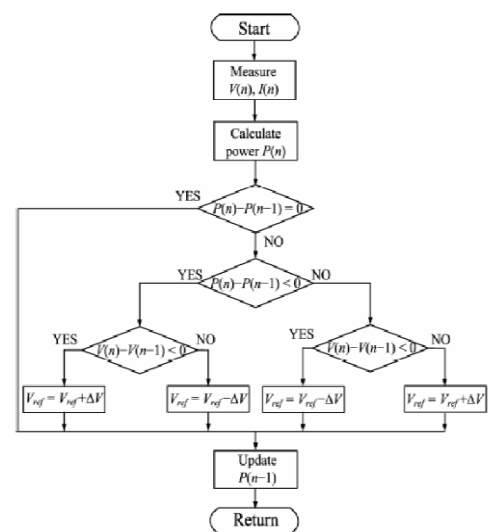 Start
Measure
V(n), I(n)
Calculate
power P(n)
YES
P(n)−P(n−1) = 0
NO
YES
P(n)−P(n−1) < 0
NO
YES
V(n)−V(n−1) < 0
NO
YES
V(n)−V(n−1) < 0
NO
Vref = Vref+ΔV
Vref = Vref−ΔV
Vref = Vref−ΔV
Vref = Vref+ΔV
Update
P(n−1)
Return